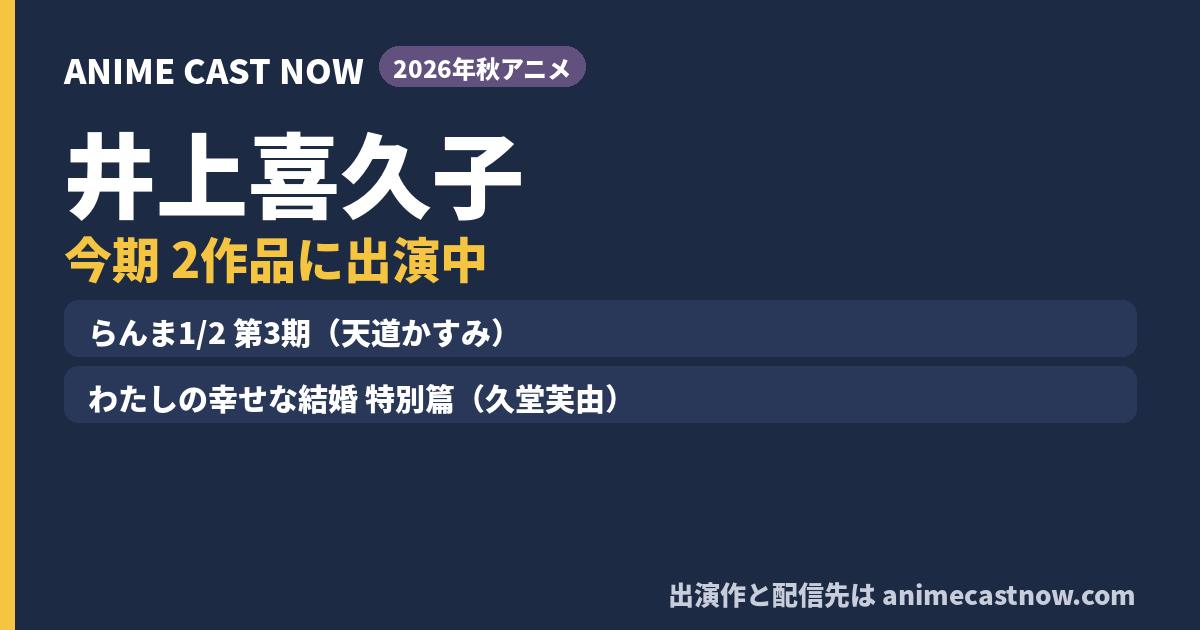 ANIME CAST NOW 2026年秋アニメ
井上喜久子
今期 2作品に出演中
らんま1/2 第3期（天道かすみ）
わたしの幸せな結婚 特別篇（久堂芙由）
出演作と配信先は animecastnow.com